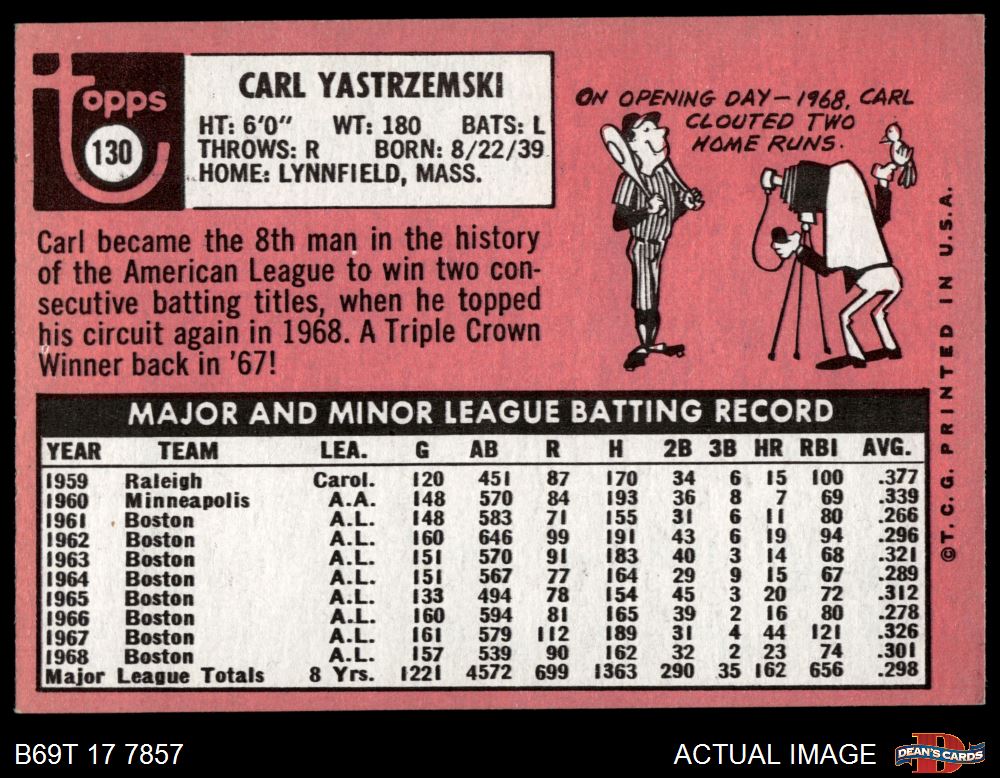 topps
130
CARL YASTRZEMSKI
HT: 6'0" WT: 180 BATS: L
THROWS: R BORN: 8/22/39
HOME: LYNNFIELD, MASS.
ON OPENING DAY—1968, CARL
CLOUTED TWO
HOME RUNS.
Carl became the 8th man in the history
of the American League to win two con-
secutive batting titles, when he topped
his circuit again in 1968. A Triple Crown
Winner back in '67!
MAJOR AND MINOR LEAGUE BATTING RECORD
YEAR TEAM LEA. G AB R H 2B 3B HR RBI AVG.
1959 Raleigh Carol. 120 451 87 170 34 6 15 100 .377
1960 Minneapolis A.A. 148 570 84 193 36 8 7 69 .339
1961 Boston A.L. 148 583 71 155 31 6 11 80 .266
1962 Boston A.L. 160 646 99 191 43 6 19 94 .296
1963 Boston A.L. 151 570 91 183 40 3 14 68 .321
1964 Boston A.L. 151 567 77 164 29 9 15 67 .289
1965 Boston A.L. 133 494 78 154 45 3 20 72 .312
1966 Boston A.L. 160 594 81 165 39 2 16 80 .278
1967 Boston A.L. 161 579 112 189 31 4 44 121 .326
1968 Boston A.L. 157 539 90 162 32 2 23 74 .301
Major League Totals 8 Yrs. 1221 4572 699 1363 290 35 162 656 .298
©T.C.G. PRINTED IN U.S.A.
B69T 17 7857
ACTUAL IMAGE
DEAN'S CARDS